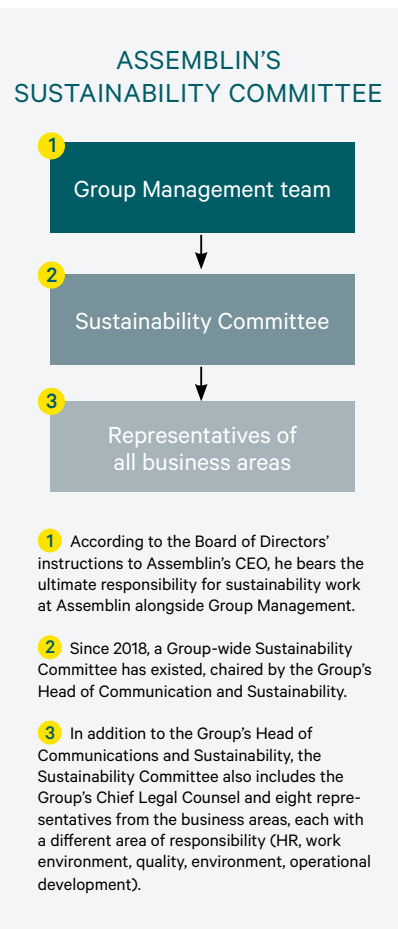 ASSEMBLIN'S
SUSTAINABILITY COMMITTEE
1
Group Management team
2
Sustainability Committee
3
Representatives of
all business areas
1 According to the Board of Directors'
instructions to Assemblin's CEO, he bears the
ultimate responsibility for sustainability work
at Assemblin alongside Group Management.
2 Since 2018, a Group-wide Sustainability
Committee has existed, chaired by the Group's
Head of Communication and Sustainability.
3 In addition to the Group's Head of
Communications and Sustainability, the
Sustainability Committee also includes the
Group's Chief Legal Counsel and eight repre-
sentatives from the business areas, each with
a different area of responsibility (HR, work
environment, quality, environment, operational
development).